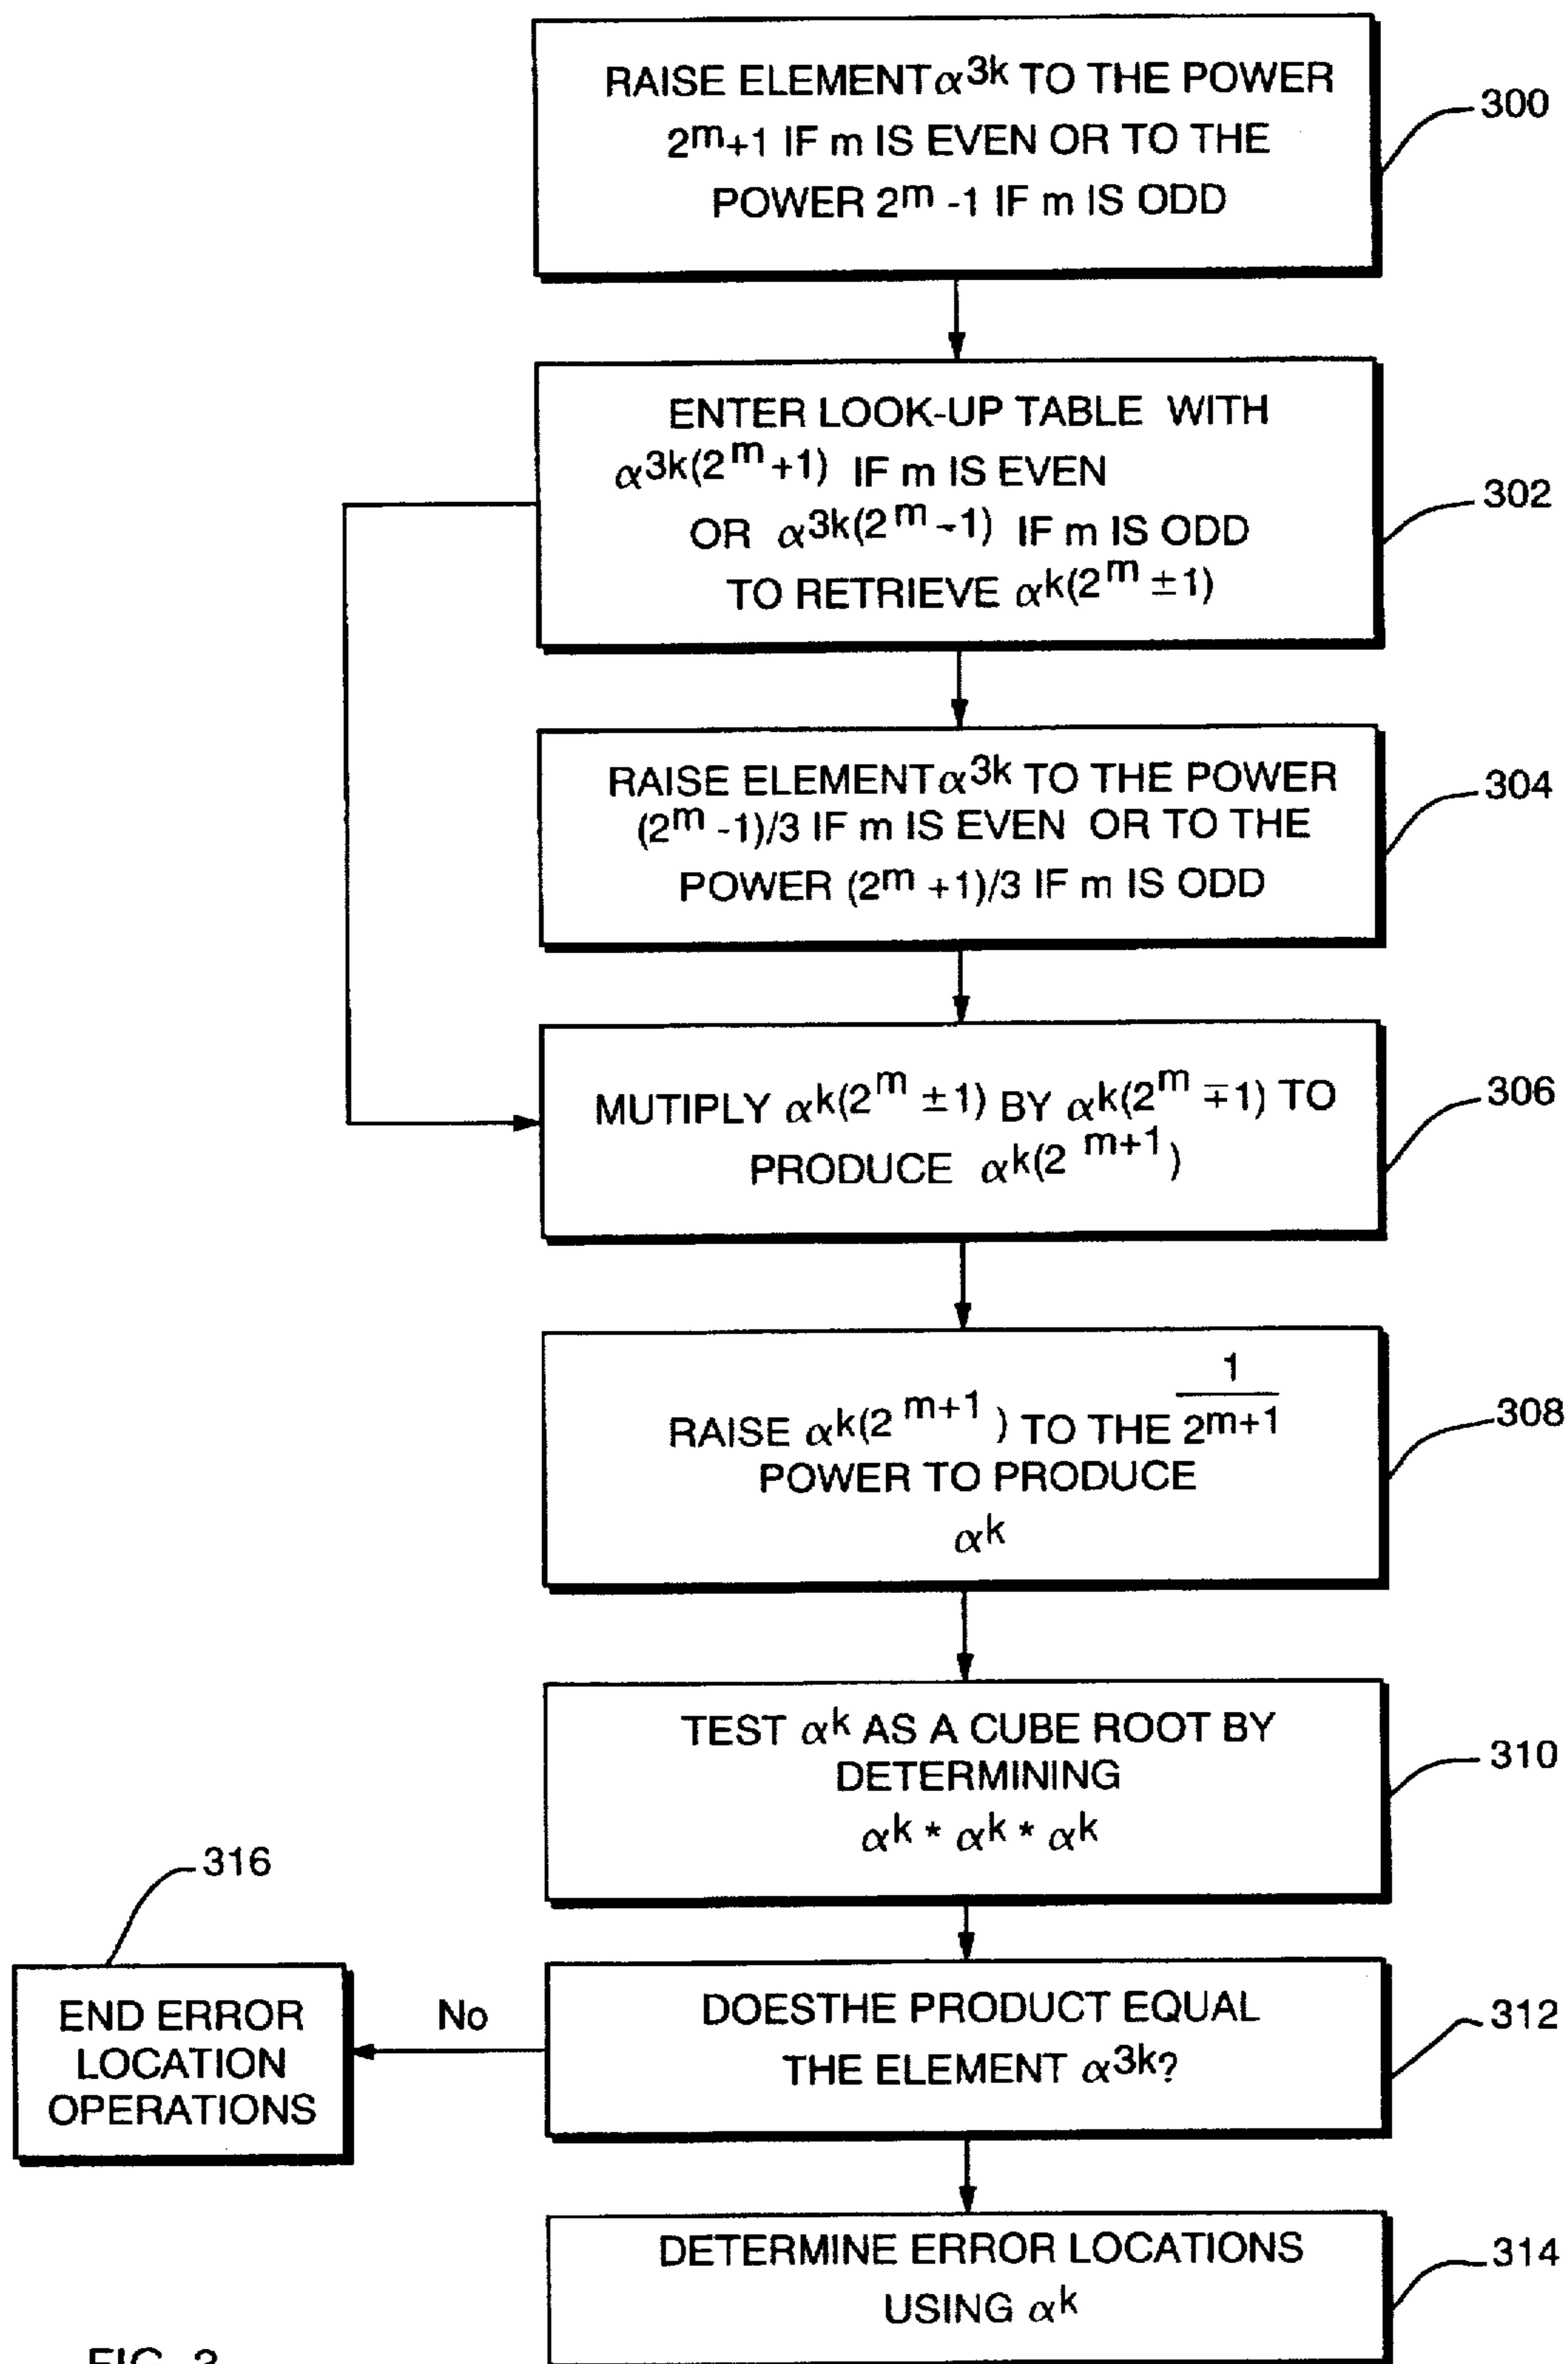 RAISE ELEMENT α^3k TO THE POWER
2^m+1 IF m IS EVEN OR TO THE
POWER 2^m -1 IF m IS ODD
300
ENTER LOOK-UP TABLE WITH
α^3k(2^m +1) IF m IS EVEN
OR α^3k(2^m -1) IF m IS ODD
TO RETRIEVE α^k(2^m ±1)
302
RAISE ELEMENT α^3k TO THE POWER
(2^m -1)/3 IF m IS EVEN OR TO THE
POWER (2^m +1)/3 IF m IS ODD
304
MUTIPLY α^k(2^m ±1) BY α^k(2^m ∓1) TO
PRODUCE α^k(2^m+1)
306
RAISE α^k(2^m+1) TO THE 1/2^m+1
POWER TO PRODUCE
α^k
308
TEST α^k AS A CUBE ROOT BY
DETERMINING
α^k * α^k * α^k
310
316
END ERROR
LOCATION
OPERATIONS
No
DOESTHE PRODUCT EQUAL
THE ELEMENT α^3k?
312
DETERMINE ERROR LOCATIONS
USING α^k
314